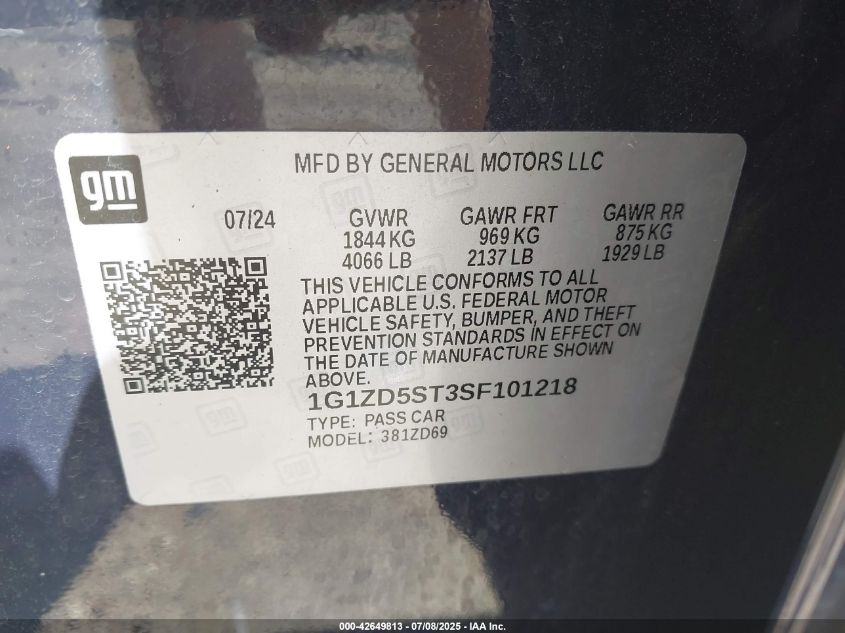 gm
MFD BY GENERAL MOTORS LLC
07/24 GVWR GAWR FRT GAWR RR
1844 KG 969 KG 875 KG
4066 LB 2137 LB 1929 LB
THIS VEHICLE CONFORMS TO ALL
APPLICABLE U.S. FEDERAL MOTOR
VEHICLE SAFETY, BUMPER, AND THEFT
PREVENTION STANDARDS IN EFFECT ON
THE DATE OF MANUFACTURE SHOWN
ABOVE.
1G1ZD5ST3SF101218
TYPE: PASS CAR
MODEL: 381ZD69
000-42649813 - 07/08/2025 - IAA Inc.